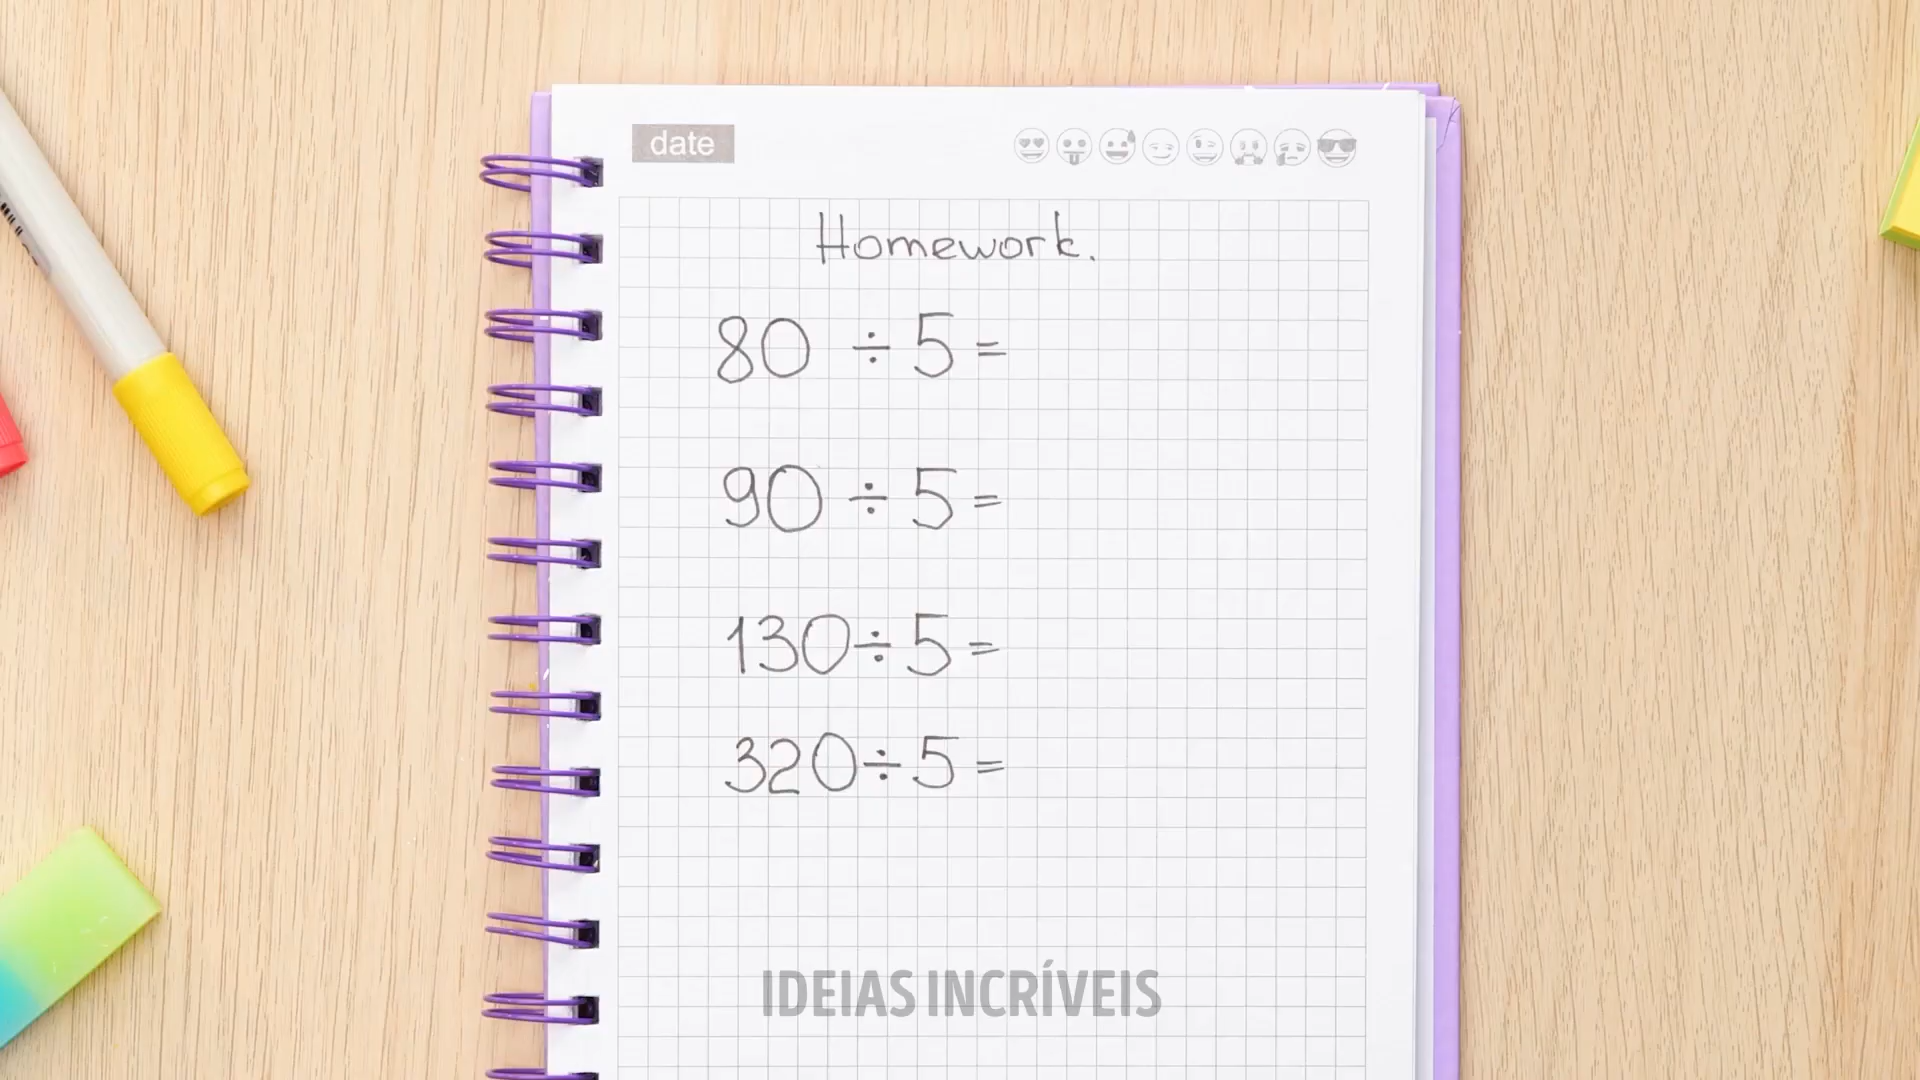 date
Homework.
80 ÷ 5 =
90 ÷ 5 =
130 ÷ 5 =
320 ÷ 5 =
IDEIAS INCRÍVEIS